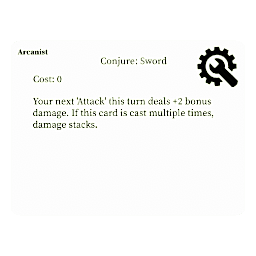 Arcanist
Conjure: Sword
Cost: 0
Your next 'Attack' this turn deals +2 bonus
damage. If this card is cast multiple times,
damage stacks.